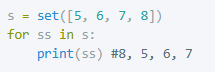 s = set([5, 6, 7, 8])
for ss in s:
    print(ss) #8, 5, 6, 7